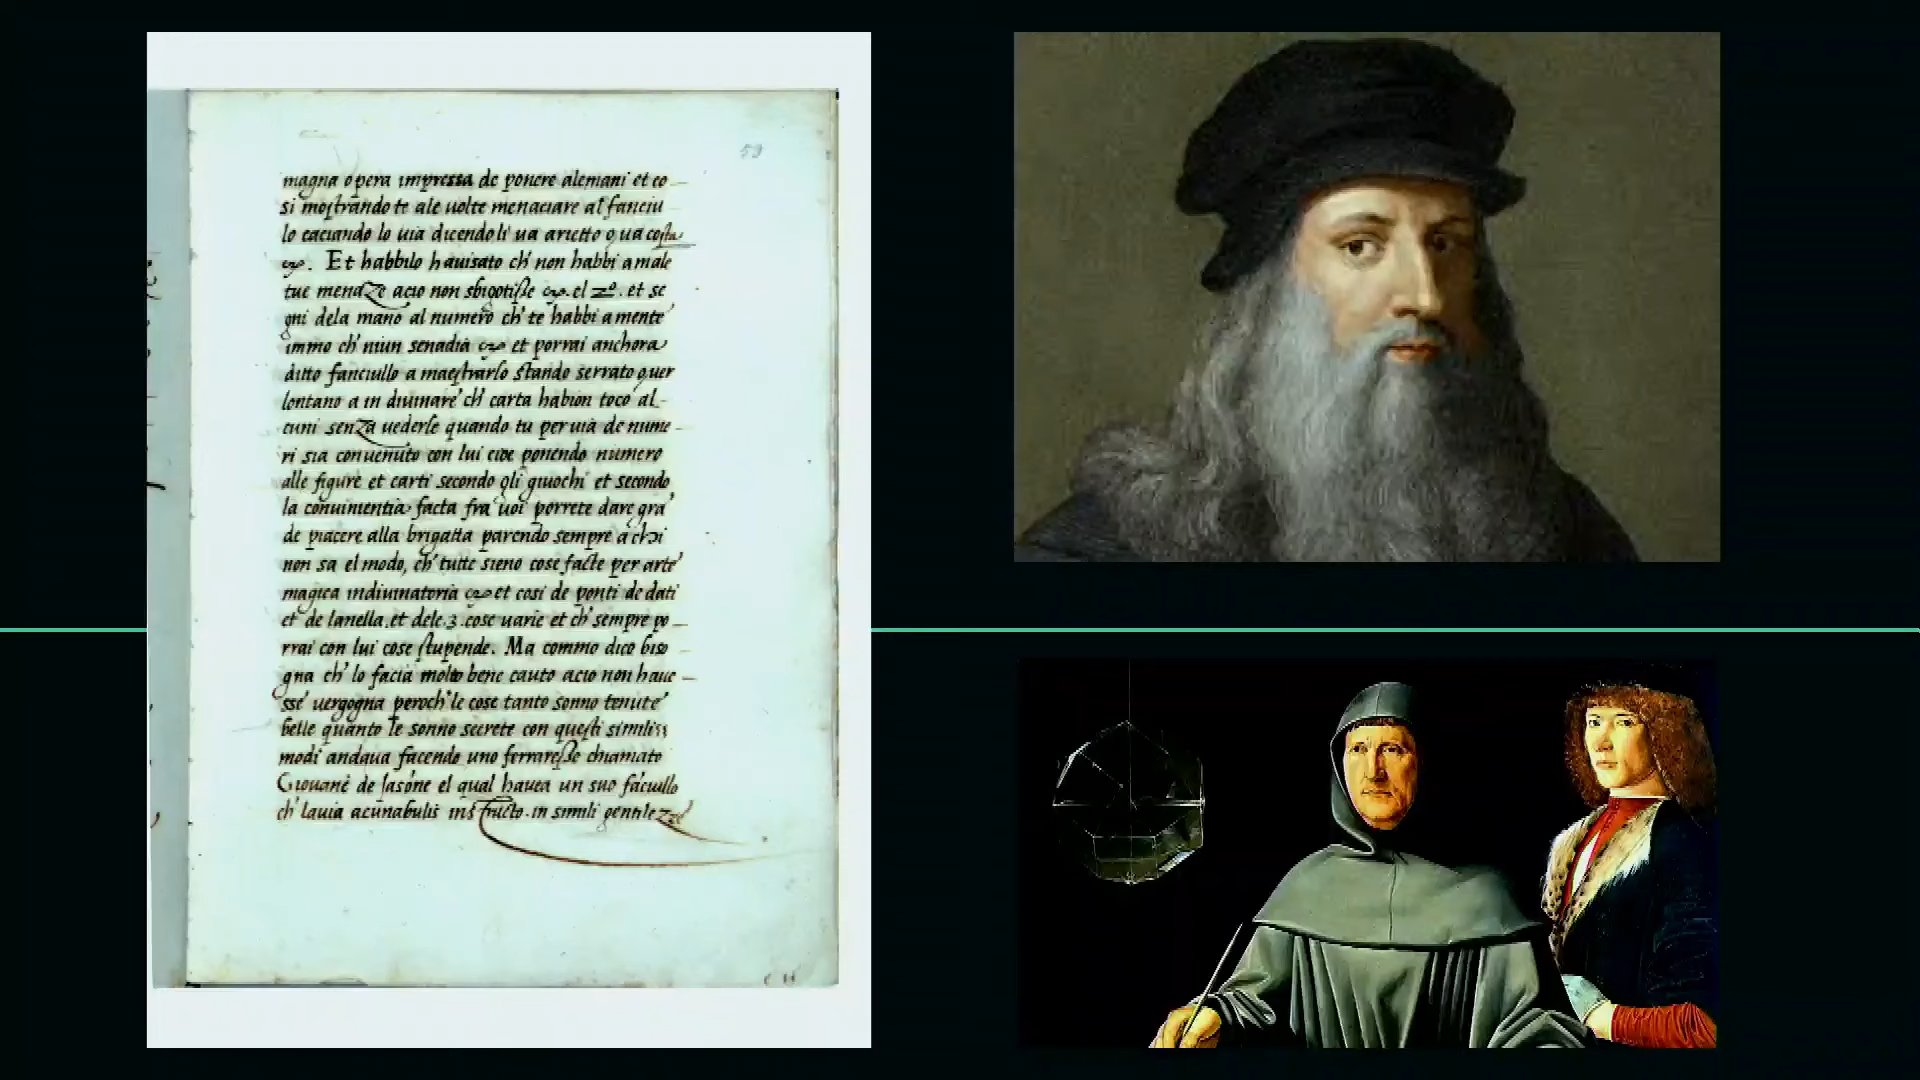 59
magna opera impressa de ponere alemani et co
si mostrando te ale uolte menaciare al fanciu
lo caciando lo uia dicendoli ua arietto o ua costa
Et habbilo hauisato ch' non habbi a male
tue menaze acio non sbigotisse el 2º. et se
gni dela mano al numero ch' te habbi a mente
immo ch' niun senadia et porrai anchora
ditto fanciullo a maestrarlo stando serrato o uer
lontano a in diuinare ch' carta habion toco al
cuni senza uederle quando tu per uia de nume
ri sia conuenuto con lui cioe ponendo numero
alle figure et carti secondo gli giuochi et secondo
la conuinientia facta fra uoi porrete dare gra
de piacere alla brigatta parendo sempre a chi
non sa el modo, ch' tutte sieno cose facte per arte
magica indiuinatoria et cosi de ponti de dati
et de lanella, et dele .3. cose uarie et ch' sempre po
rrai con lui cose stupende. Ma commo dico biso
gna ch' lo facia molto bene cauto acio non haue
sse uergogna peroch' le cose tanto sonno tenute
belle quanto le sonno secrete con questi simili
modi andaua facendo uno ferraresse chiamato
Giouanè de Jasòne el qual hauea un suo fàciullo
ch' lauia acunabulis instructo. in simili gentilezze